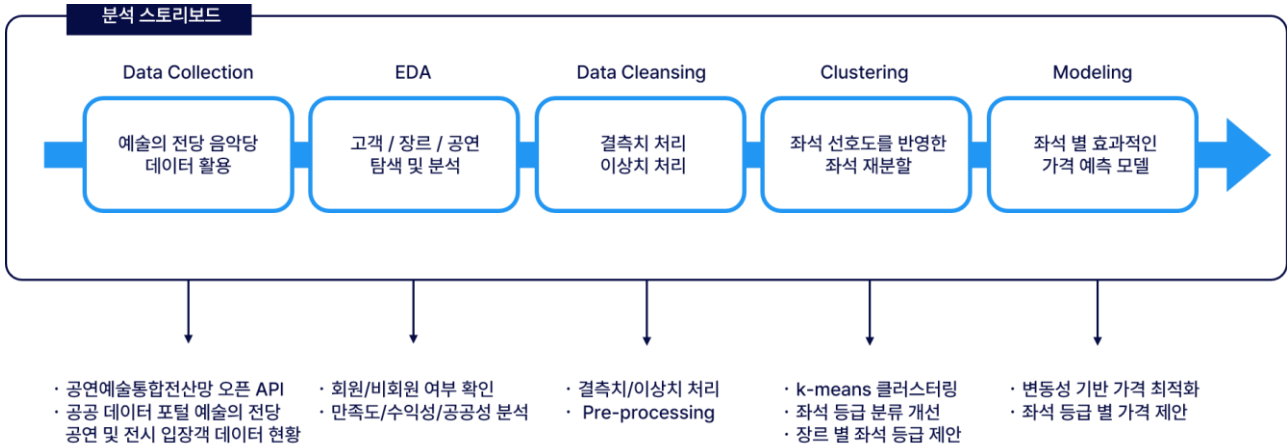 분석 스토리보드
Data Collection
예술의 전당 음악당
데이터 활용
EDA
고객 / 장르 / 공연
탐색 및 분석
Data Cleansing
결측치 처리
이상치 처리
Clustering
좌석 선호도를 반영한
좌석 재분할
Modeling
좌석 별 효과적인
가격 예측 모델
· 공연예술통합전산망 오픈 API
· 공공 데이터 포털 예술의 전당
공연 및 전시 입장객 데이터 현황
· 회원/비회원 여부 확인
· 만족도/수익성/공공성 분석
· 결측치/이상치 처리
· Pre-processing
· k-means 클러스터링
· 좌석 등급 분류 개선
· 장르 별 좌석 등급 제안
· 변동성 기반 가격 최적화
· 좌석 등급 별 가격 제안